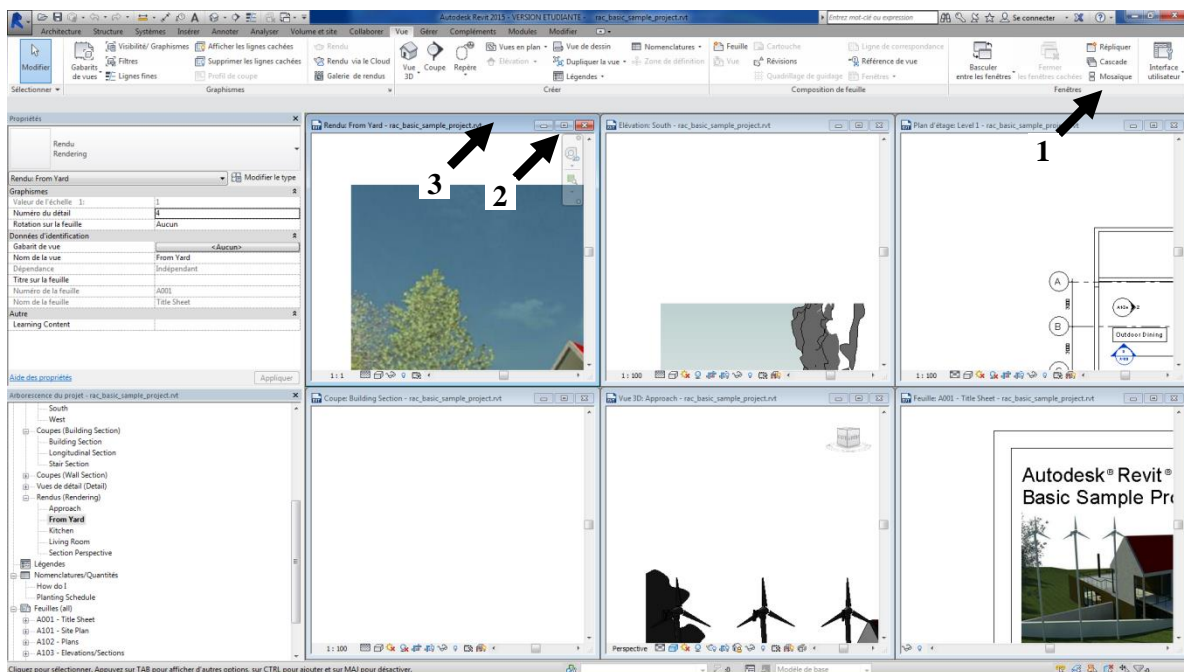 Autodesk Revit 2015 - VERSION ETUDIANTE - rac_basic_project.rvt
Entrez mot-clé ou expression
Se connecter
Architecture Structure Systèmes Insérer Annoter Analyser Volume et site Collaborer Vue Gérer Compléments Modules Modifier
Modifier
Gabarits de vues
Visibilité/ Graphismes
Filtres
Lignes fines
Afficher les lignes cachées
Supprimer les lignes cachées
Profil de coupe
Rendu
Rendu via le Cloud
Galerie de rendus
Vue 3D
Coupe
Repère
Vues en plan
Élévation
Vue de dessin
Dupliquer la vue
Légendes
Nomenclatures
Zone de définition
Feuille
Vue
Cartouche
Révisions
Quadrillage de guidage
Ligne de correspondance
Référence de vue
Fenêtres
Basculer entre les fenêtres
Fermer les fenêtres cachées
Répliquer
Cascade
Mosaïque
Interface utilisateur
Sélectionner
Graphismes
Créer
Composition de feuille
Fenêtres
1
Propriétés
Rendu
Rendering
Rendu: From Yard
Modifier le type
Graphismes
Valeur de l'échelle 1: 1
Numéro du détail 4
Rotation sur la feuille Aucun
Données d'identification
Gabarit de vue <Aucun>
Nom de la vue From Yard
Dépendance Indépendant
Titre sur la feuille
Numéro de la feuille A001
Nom de la feuille Title Sheet
Autre
Learning Content
Aide des propriétés
Appliquer
Rendu: From Yard - rac_basic_sample_project.rvt
3
2
1 : 1
Elévation: South - rac_basic_sample_project.rvt
1 : 100
Plan d'étage: Level 1 - rac_basic_sample_project.rvt
A
B
Outdoor Dining
1 : 100
Arborescence du projet - rac_basic_sample_project.rvt
South
West
Coupes (Building Section)
Building Section
Longitudinal Section
Stair Section
Coupes (Wall Section)
Vues de détail (Detail)
Rendus (Rendering)
Approach
From Yard
Kitchen
Living Room
Section Perspective
Légendes
Nomenclatures/Quantités
How do I
Planting Schedule
Feuilles (all)
A001 - Title Sheet
A101 - Site Plan
A102 - Plans
A103 - Elevations/Sections
Coupe: Building Section - rac_basic_sample_project.rvt
1 : 100
Vue 3D: Approach - rac_basic_sample_project.rvt
Perspective
Feuille: A001 - Title Sheet - rac_basic_sample_project.rvt
Autodesk® Revit®
Basic Sample Pro
Cliquez pour sélectionner. Appuyez sur TAB pour afficher d'autres options, sur CTRL pour ajouter et sur MAJ pour désactiver.
Modèle de base